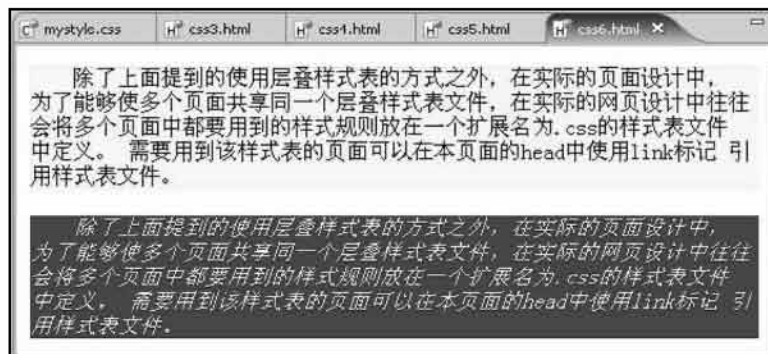 mystyle.css css3.html css4.html css5.html css6.html
除了上面提到的使用层叠样式表的方式之外，在实际的页面设计中，
为了能够使多个页面共享同一个层叠样式表文件，在实际的网页设计中往往
会将多个页面中都要用到的样式规则放在一个扩展名为.css的样式表文件
中定义。 需要用到该样式表的页面可以在本页面的head中使用link标记 引
用样式表文件。
除了上面提到的使用层叠样式表的方式之外，在实际的页面设计中，
为了能够使多个页面共享同一个层叠样式表文件，在实际的网页设计中往往
会将多个页面中都要用到的样式规则放在一个扩展名为.css的样式表文件
中定义。 需要用到该样式表的页面可以在本页面的head中使用link标记 引
用样式表文件。